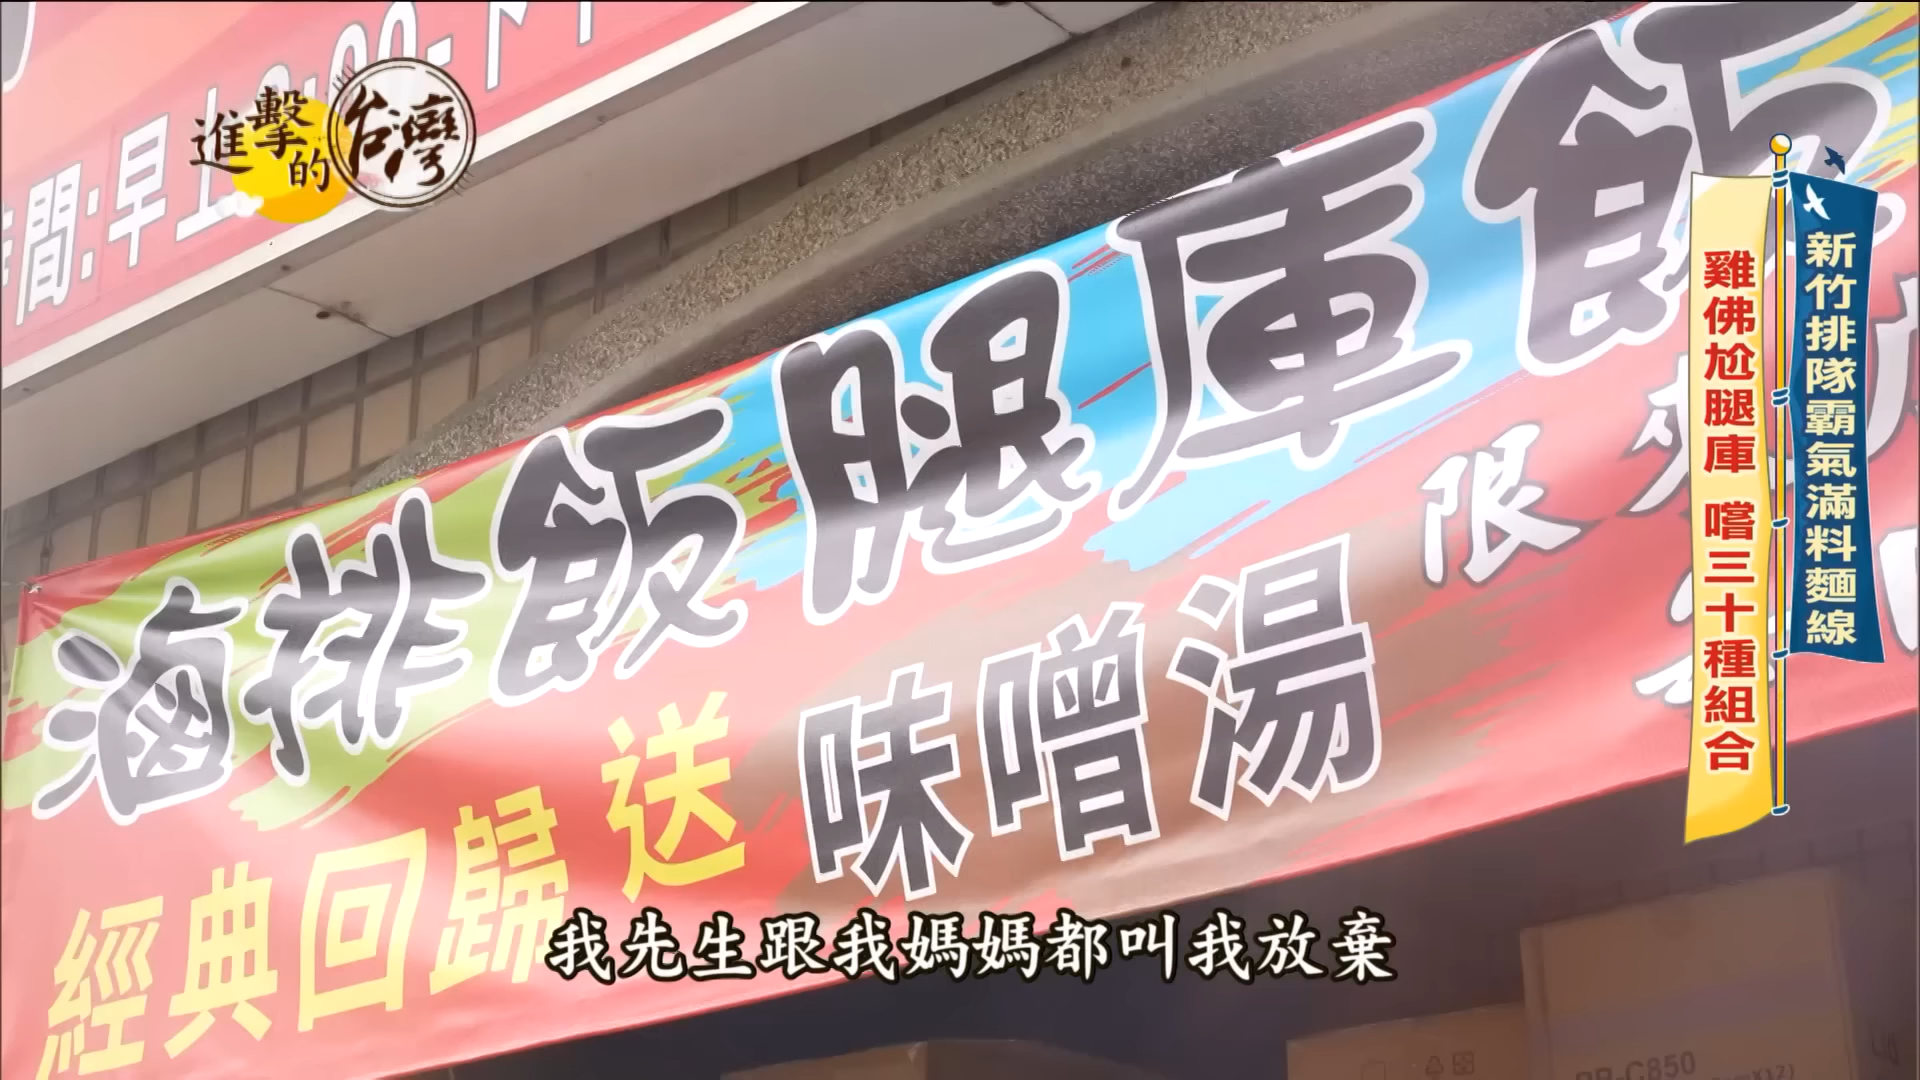 進擊的台灣
時間:早上
滷排飯 腿庫飯
經典回歸 送 味噌湯
限
新竹排隊霸氣滿料麵線
雞佛尬腿庫 嚐三十種組合
我先生跟我媽媽都叫我放棄
C850